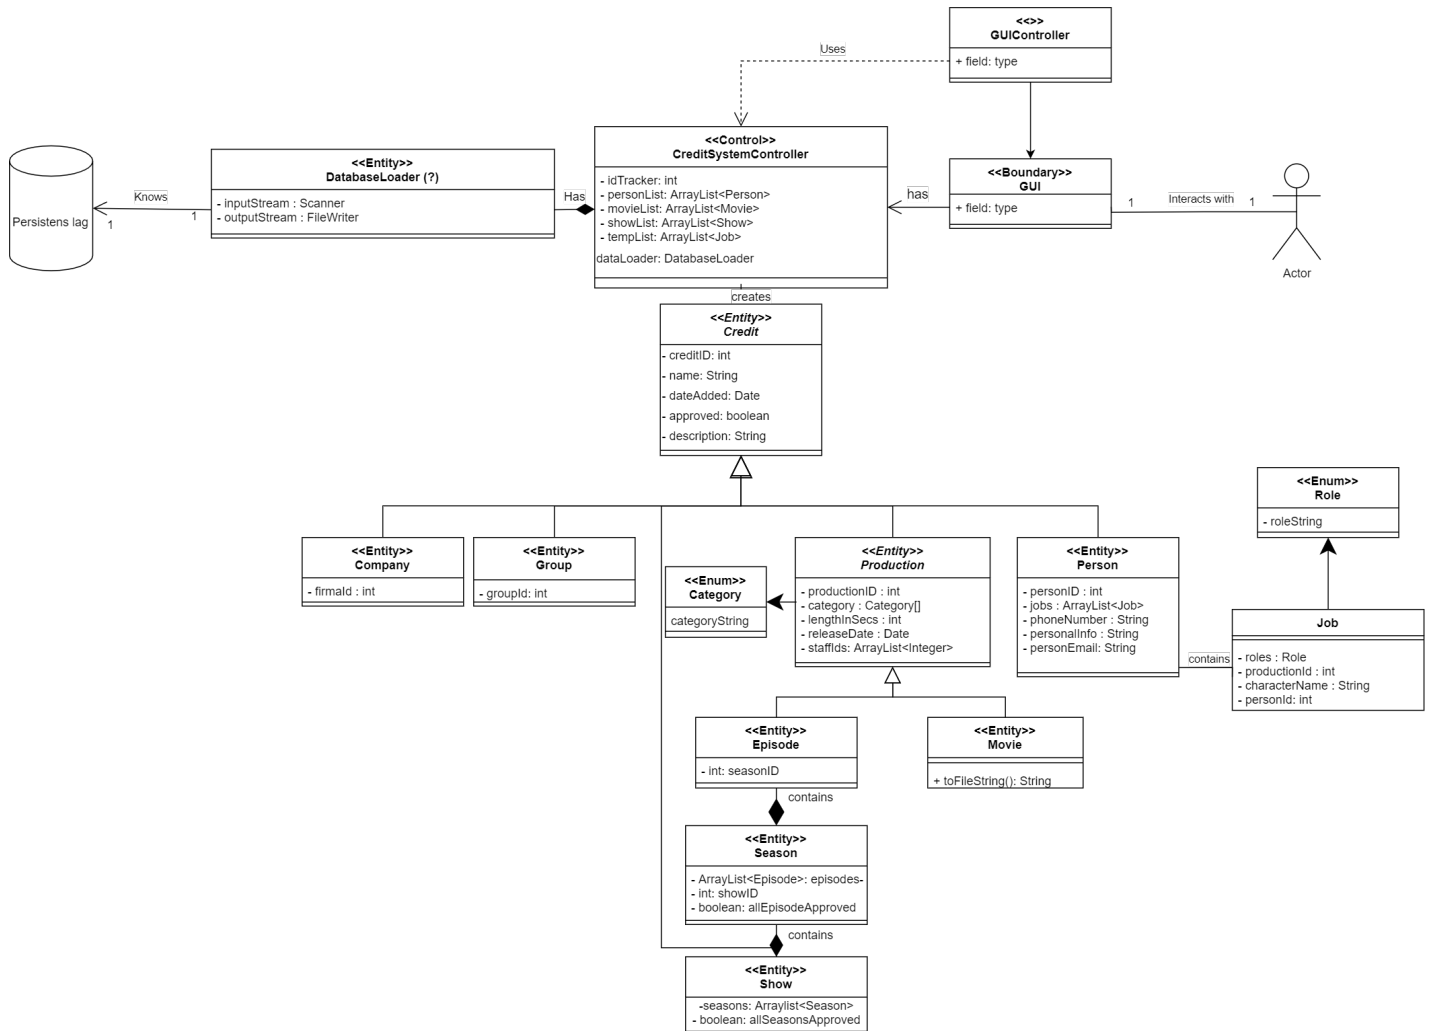 <<>>
GUIController
+ field: type
Uses
<<Control>>
CreditSystemController
- idTracker: int
- personList: ArrayList<Person>
- movieList: ArrayList<Movie>
- showList: ArrayList<Show>
- tempList: ArrayList<Job>
dataLoader: DatabaseLoader
<<Entity>>
DatabaseLoader (?)
- inputStream : Scanner
- outputStream : FileWriter
Has
Knows
1
1
Persistens lag
has
<<Boundary>>
GUI
+ field: type
1
Interacts with
1
Actor
creates
<<Entity>>
Credit
- creditID: int
- name: String
- dateAdded: Date
- approved: boolean
- description: String
<<Entity>>
Company
- firmaId : int
<<Entity>>
Group
- groupId: int
<<Enum>>
Category
categoryString
<<Entity>>
Production
- productionID : int
- category : Category[]
- lengthInSecs : int
- releaseDate : Date
- staffIds: ArrayList<Integer>
<<Entity>>
Person
- personID : int
- jobs : ArrayList<Job>
- phoneNumber : String
- personalInfo : String
- personEmail: String
<<Enum>>
Role
- roleString
contains
Job
- roles : Role
- productionId : int
- characterName : String
- personId: int
<<Entity>>
Episode
- int: seasonID
<<Entity>>
Movie
+ toFileString(): String
contains
<<Entity>>
Season
- ArrayList<Episode>: episodes-
- int: showID
- boolean: allEpisodeApproved
contains
<<Entity>>
Show
-seasons: Arraylist<Season>
- boolean: allSeasonsApproved